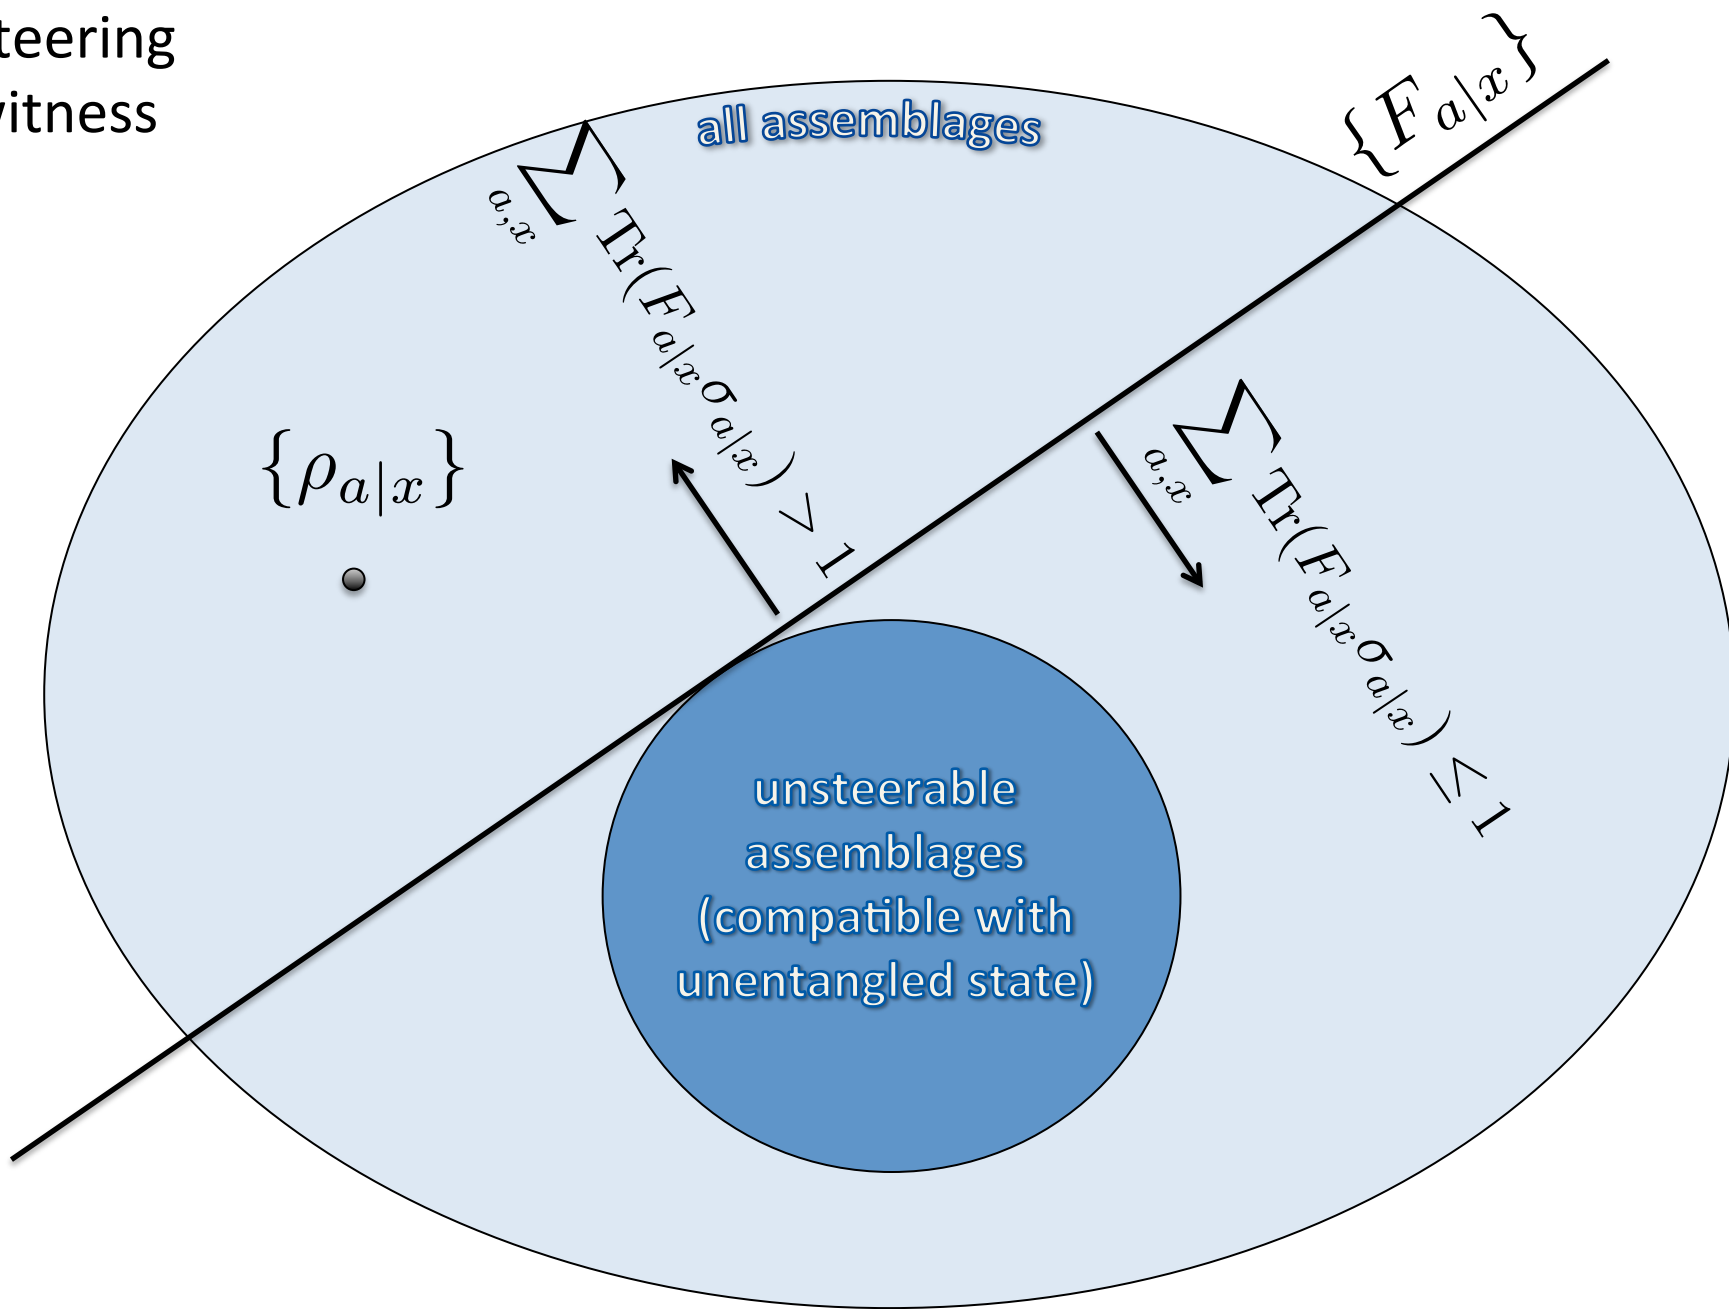 teering
vitness
all assemblages
{F_{a|x}}
∑_{a,x} Tr(F_{a|x}σ_{a|x}) > 1
{ρ_{a|x}}
∑_{a,x} Tr(F_{a|x}σ_{a|x}) ≤ 1
unsteerable
assemblages
(compatible with
unentangled state)